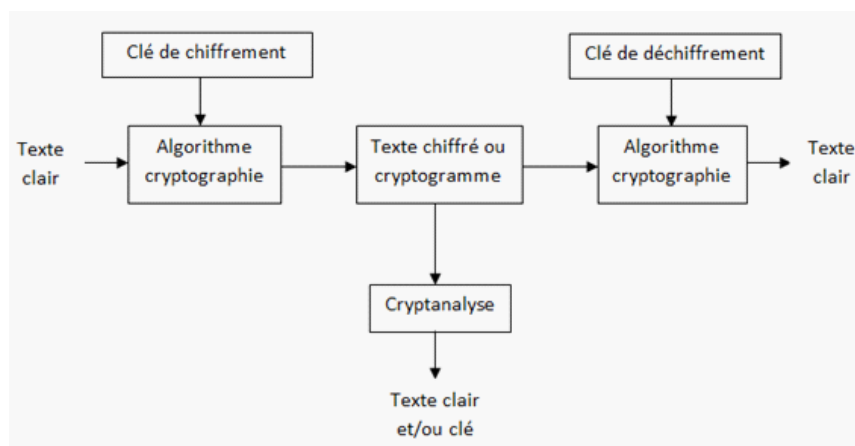 Clé de chiffrement
Clé de déchiffrement
Texte
clair
Algorithme
cryptographie
Texte chiffré ou
cryptogramme
Algorithme
cryptographie
Texte
clair
Cryptanalyse
Texte clair
et/ou clé